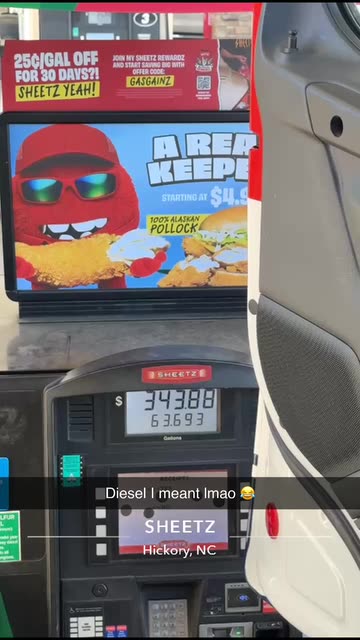 25¢/GAL OFF
FOR 30 DAYS?!
SHEETZ YEAH!
JOIN MY SHEETZ REWARDZ
AND START SAVING BIG WITH
OFFER CODE:
GASGAINZ
A REA
KEEPE
STARTING AT $4.9
100% ALASKAN
POLLOCK
SHEETZ
$ 343.88
63.693
Gallons
Diesel I meant lmao 😂
SHEETZ
Hickory, NC